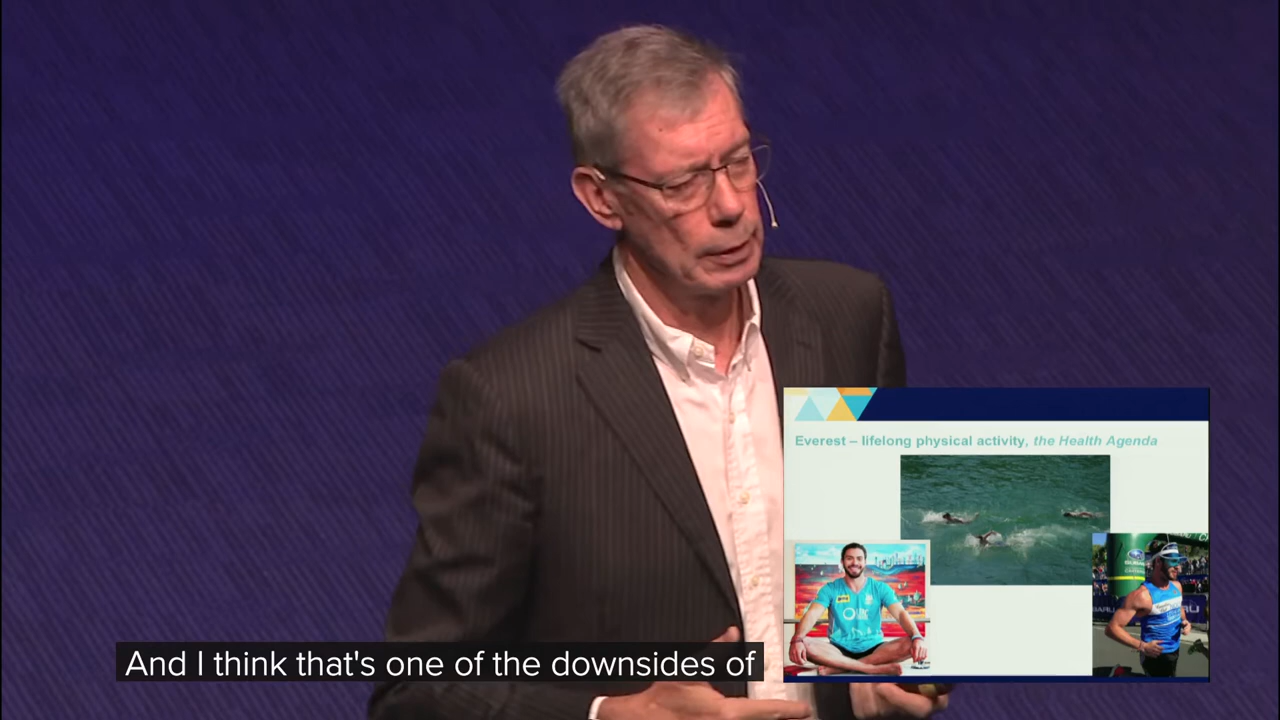 Everest – lifelong physical activity, the Health Agenda
And I think that's one of the downsides of